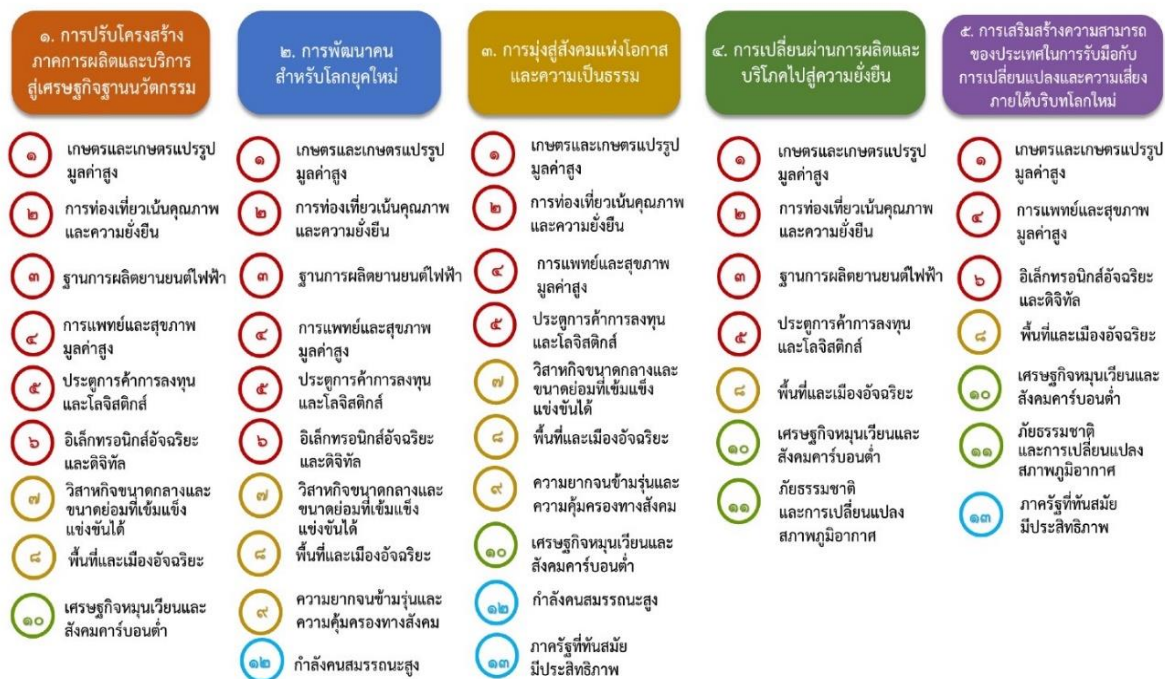 ๑. การปรับโครงสร้าง
ภาคการผลิตและบริการ
สู่เศรษฐกิจฐานนวัตกรรม
๑
เกษตรและเกษตรแปรรูป
มูลค่าสูง
๒
การท่องเที่ยวเน้นคุณภาพ
และความยั่งยืน
๓
ฐานการผลิตยานยนต์ไฟฟ้า
๔
การแพทย์และสุขภาพ
มูลค่าสูง
๕
ประตูการค้าการลงทุน
และโลจิสติกส์
๖
อิเล็กทรอนิกส์อัจฉริยะ
และดิจิทัล
๗
วิสาหกิจขนาดกลางและ
ขนาดย่อมที่เข้มแข็ง
แข่งขันได้
๘
พื้นที่และเมืองอัจฉริยะ
๑๐
เศรษฐกิจหมุนเวียนและ
สังคมคาร์บอนต่ำ
๒. การพัฒนาคน
สำหรับโลกยุคใหม่
๑
เกษตรและเกษตรแปรรูป
มูลค่าสูง
๒
การท่องเที่ยวเน้นคุณภาพ
และความยั่งยืน
๓
ฐานการผลิตยานยนต์ไฟฟ้า
๔
การแพทย์และสุขภาพ
มูลค่าสูง
๕
ประตูการค้าการลงทุน
และโลจิสติกส์
๖
อิเล็กทรอนิกส์อัจฉริยะ
และดิจิทัล
๗
วิสาหกิจขนาดกลางและ
ขนาดย่อมที่เข้มแข็ง
แข่งขันได้
๘
พื้นที่และเมืองอัจฉริยะ
๙
ความยากจนข้ามรุ่นและ
ความคุ้มครองทางสังคม
๑๒
กำลังคนสมรรถนะสูง
๓. การมุ่งสู่สังคมแห่งโอกาส
และความเป็นธรรม
๑
เกษตรและเกษตรแปรรูป
มูลค่าสูง
๒
การท่องเที่ยวเน้นคุณภาพ
และความยั่งยืน
๔
การแพทย์และสุขภาพ
มูลค่าสูง
๕
ประตูการค้าการลงทุน
และโลจิสติกส์
๗
วิสาหกิจขนาดกลางและ
ขนาดย่อมที่เข้มแข็ง
แข่งขันได้
๘
พื้นที่และเมืองอัจฉริยะ
๙
ความยากจนข้ามรุ่นและ
ความคุ้มครองทางสังคม
๑๐
เศรษฐกิจหมุนเวียนและ
สังคมคาร์บอนต่ำ
๑๒
กำลังคนสมรรถนะสูง
๑๓
ภาครัฐที่ทันสมัย
มีประสิทธิภาพ
๔. การเปลี่ยนผ่านการผลิตและ
บริโภคไปสู่ความยั่งยืน
๑
เกษตรและเกษตรแปรรูป
มูลค่าสูง
๒
การท่องเที่ยวเน้นคุณภาพ
และความยั่งยืน
๓
ฐานการผลิตยานยนต์ไฟฟ้า
๕
ประตูการค้าการลงทุน
และโลจิสติกส์
๘
พื้นที่และเมืองอัจฉริยะ
๑๐
เศรษฐกิจหมุนเวียนและ
สังคมคาร์บอนต่ำ
๑๑
ภัยธรรมชาติ
และการเปลี่ยนแปลง
สภาพภูมิอากาศ
๕. การเสริมสร้างความสามารถ
ของประเทศในการรับมือกับ
การเปลี่ยนแปลงและความเสี่ยง
ภายใต้บริบทโลกใหม่
๑
เกษตรและเกษตรแปรรูป
มูลค่าสูง
๔
การแพทย์และสุขภาพ
มูลค่าสูง
๖
อิเล็กทรอนิกส์อัจฉริยะ
และดิจิทัล
๘
พื้นที่และเมืองอัจฉริยะ
๑๐
เศรษฐกิจหมุนเวียนและ
สังคมคาร์บอนต่ำ
๑๑
ภัยธรรมชาติ
และการเปลี่ยนแปลง
สภาพภูมิอากาศ
๑๓
ภาครัฐที่ทันสมัย
มีประสิทธิภาพ